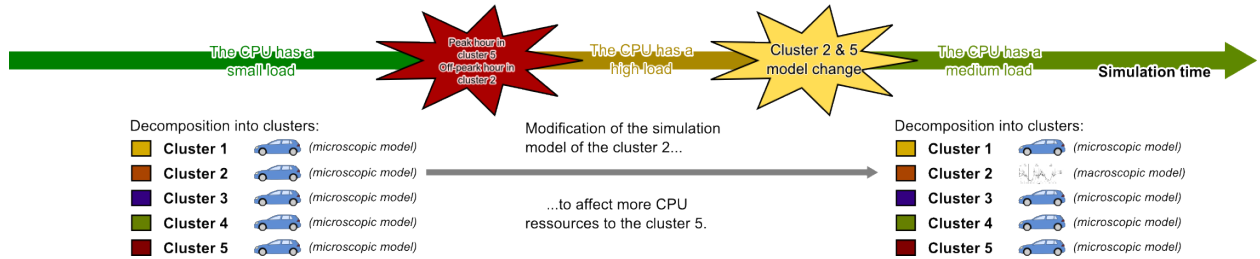 The CPU has a
small load
Peak hour in
cluster 5
Off-peark hour in
cluster 2
The CPU has a
high load
Cluster 2 & 5
model change
The CPU has a
medium load
Simulation time
Decomposition into clusters:
Cluster 1 (microscopic model)
Cluster 2 (microscopic model)
Cluster 3 (microscopic model)
Cluster 4 (microscopic model)
Cluster 5 (microscopic model)
Modification of the simulation
model of the cluster 2...
...to affect more CPU
ressources to the cluster 5.
Decomposition into clusters:
Cluster 1 (microscopic model)
Cluster 2 (macroscopic model)
Cluster 3 (microscopic model)
Cluster 4 (microscopic model)
Cluster 5 (microscopic model)